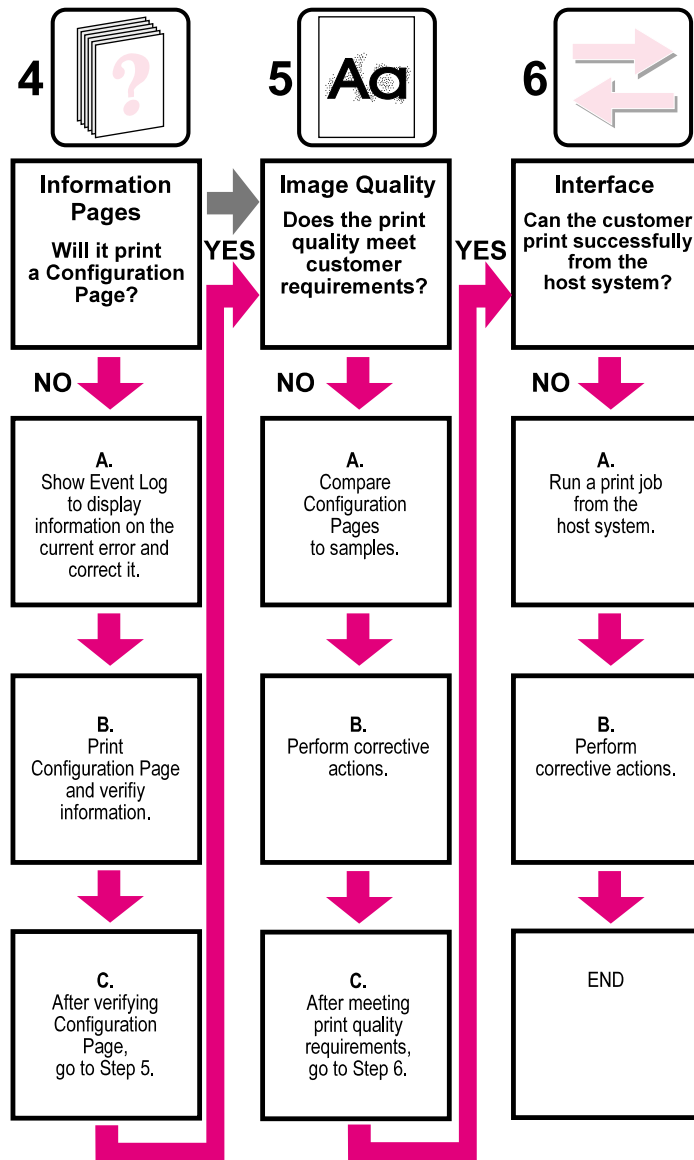 4
Information
Pages
Will it print
a Configuration
Page?
YES
NO
A.
Show Event Log
to display
information on the
current error and
correct it.
B.
Print
Configuration Page
and verifiy
information.
C.
After verifying
Configuration
Page,
go to Step 5.
5
Aa
Image Quality
Does the print
quality meet
customer
requirements?
YES
NO
A.
Compare
Configuration
Pages
to samples.
B.
Perform corrective
actions.
C.
After meeting
print quality
requirements,
go to Step 6.
6
Interface
Can the customer
print successfully
from the
host system?
NO
A.
Run a print job
from the
host system.
B.
Perform
corrective actions.
END
?